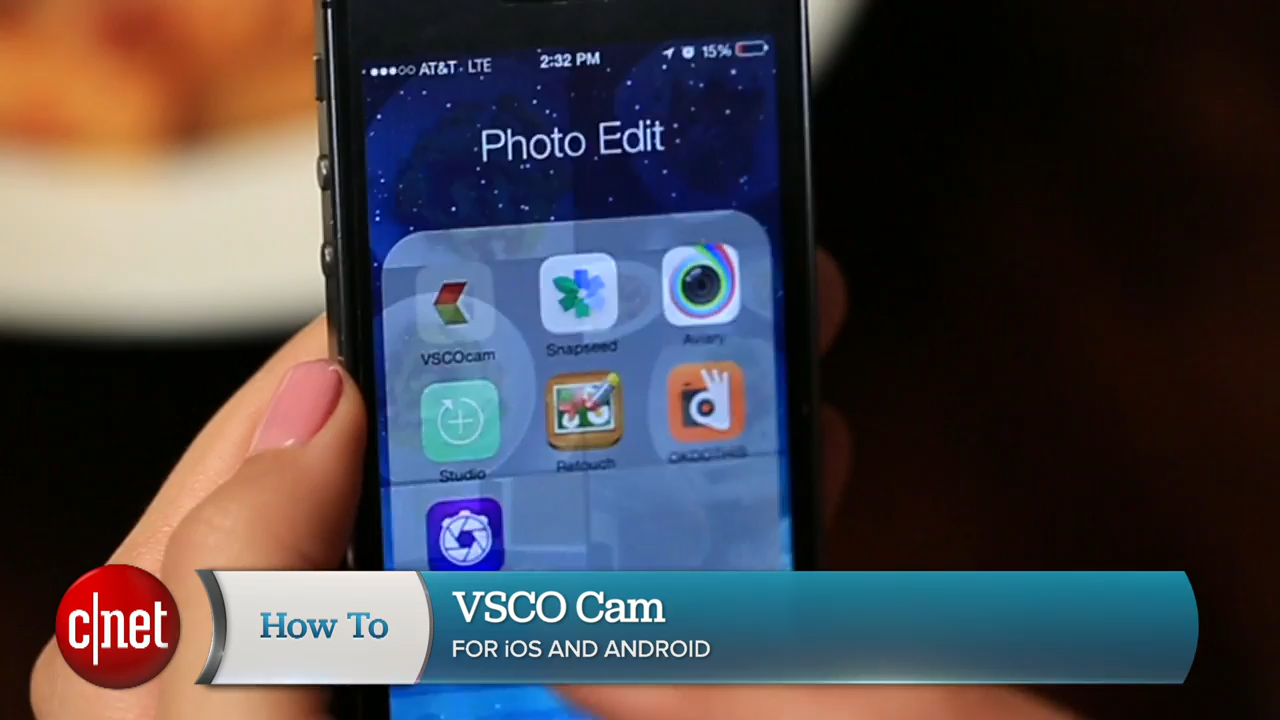 AT&T LTE
2:32 PM
15%
Photo Edit
VSCOcam
Snapseed
Aviary
Studio
Retouch
c|net
How To
VSCO Cam
FOR iOS AND ANDROID